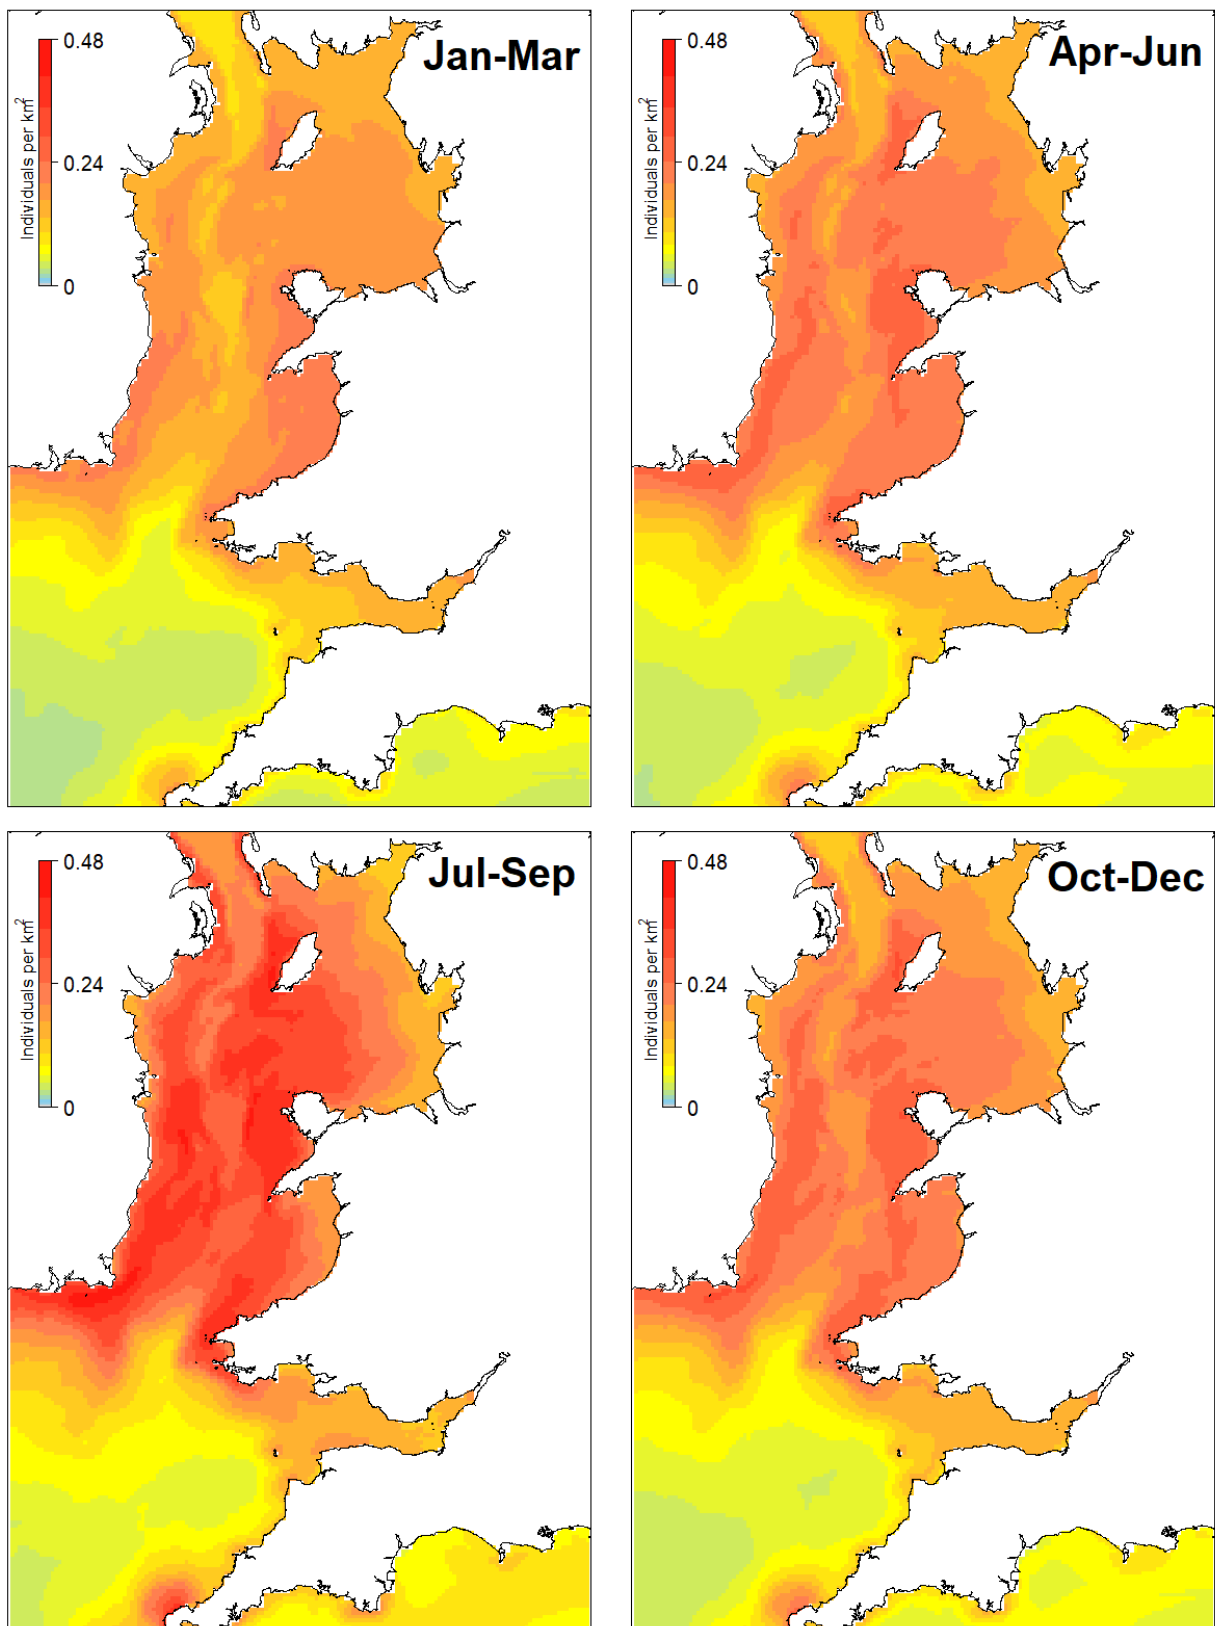 Jan-Mar
0.48
0.24
0
Individuals per km²
Apr-Jun
0.48
0.24
0
Individuals per km²
Jul-Sep
0.48
0.24
0
Individuals per km²
Oct-Dec
0.48
0.24
0
Individuals per km²